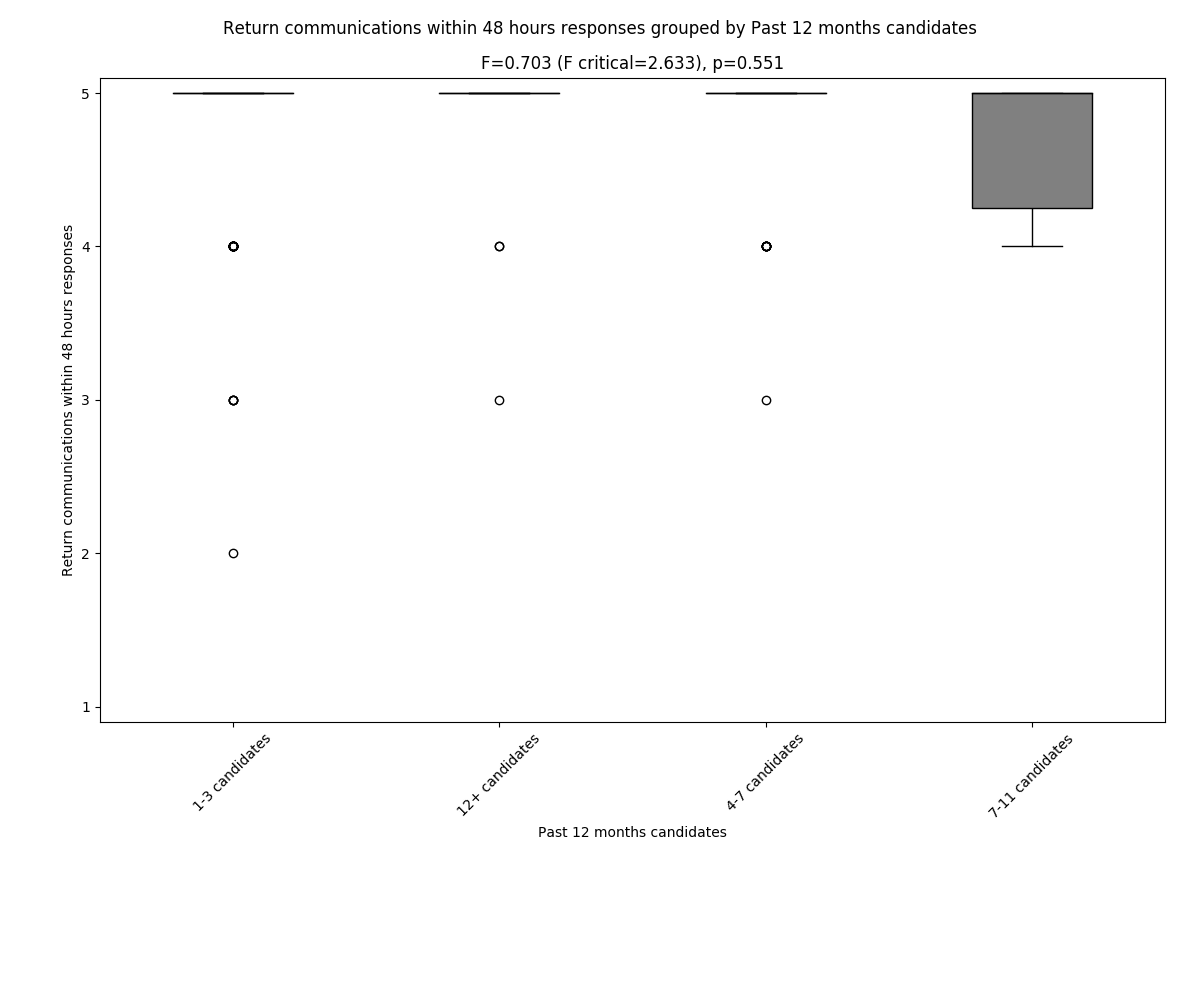 Return communications within 48 hours responses grouped by Past 12 months candidates
F=0.703 (F critical=2.633), p=0.551
Return communications within 48 hours responses
5
4
3
2
1
1-3 candidates
12+ candidates
4-7 candidates
7-11 candidates
Past 12 months candidates